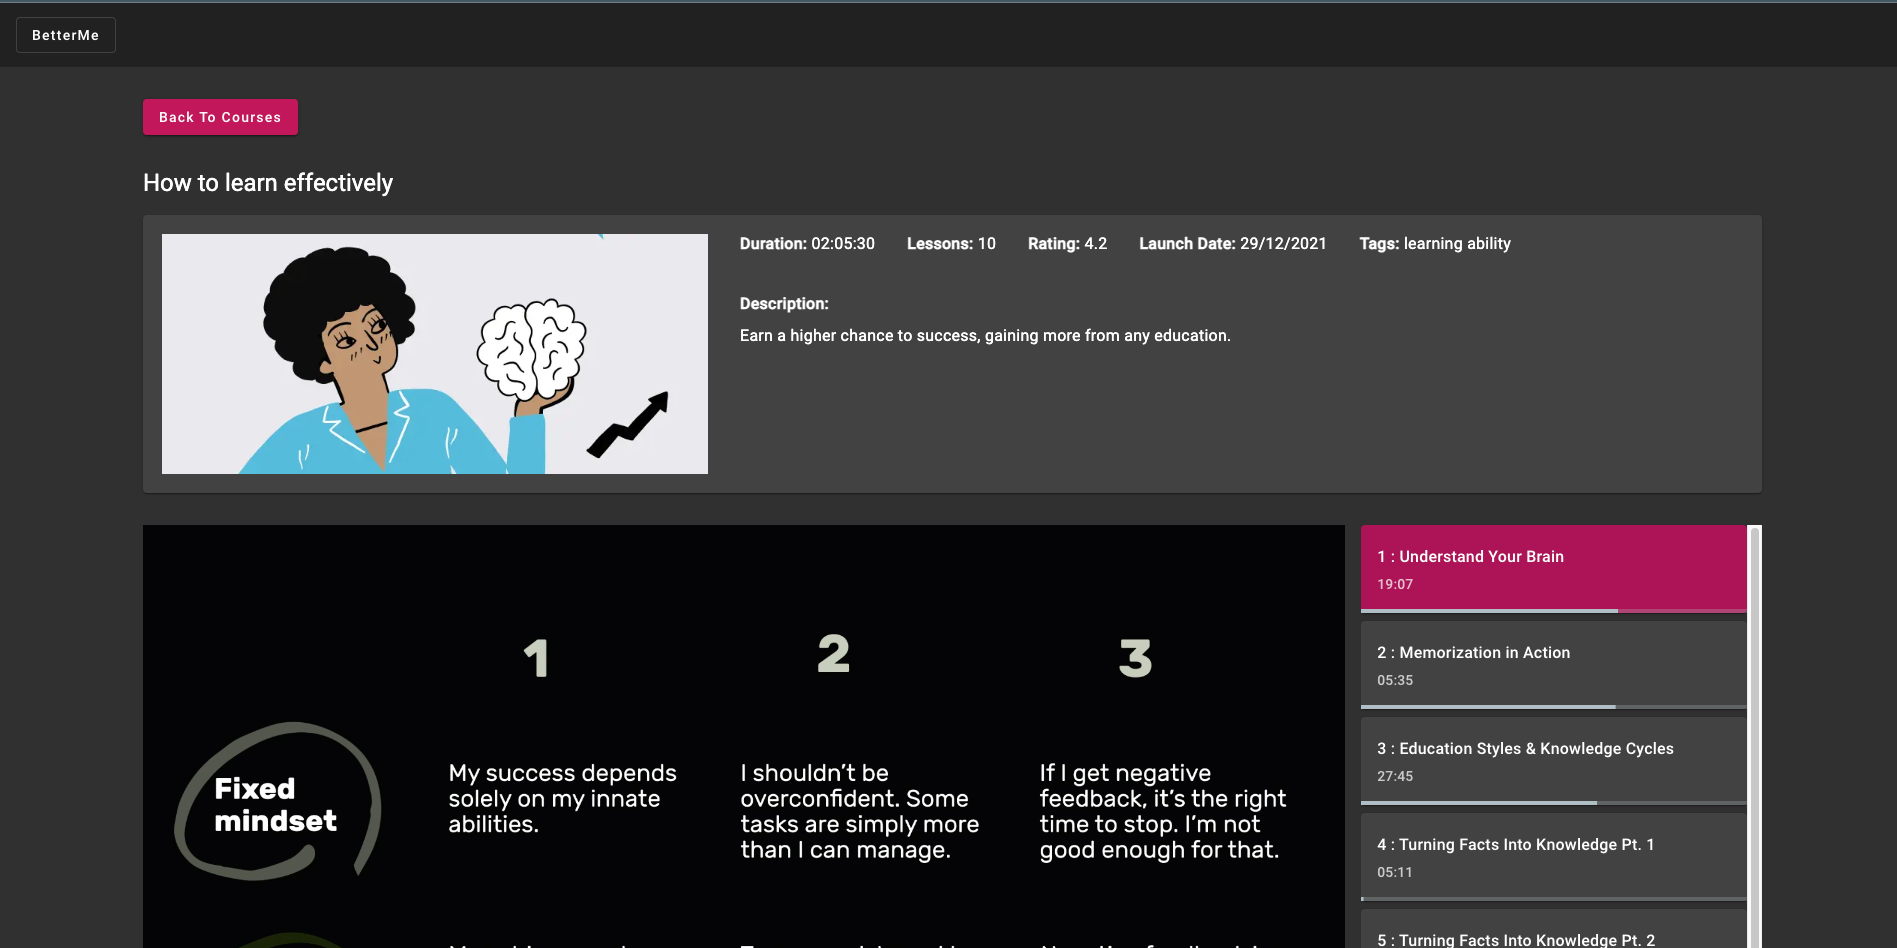 BetterMe
Back To Courses
How to learn effectively
Duration: 02:05:30 Lessons: 10 Rating: 4.2 Launch Date: 29/12/2021 Tags: learning ability
Description:
Earn a higher chance to success, gaining more from any education.
1
2
3
Fixed
mindset
My success depends
solely on my innate
abilities.
I shouldn't be
overconfident. Some
tasks are simply more
than I can manage.
If I get negative
feedback, it's the right
time to stop. I'm not
good enough for that.
1 : Understand Your Brain
19:07
2 : Memorization in Action
05:35
3 : Education Styles & Knowledge Cycles
27:45
4 : Turning Facts Into Knowledge Pt. 1
05:11
5 : Turning Facts Into Knowledge Pt. 2